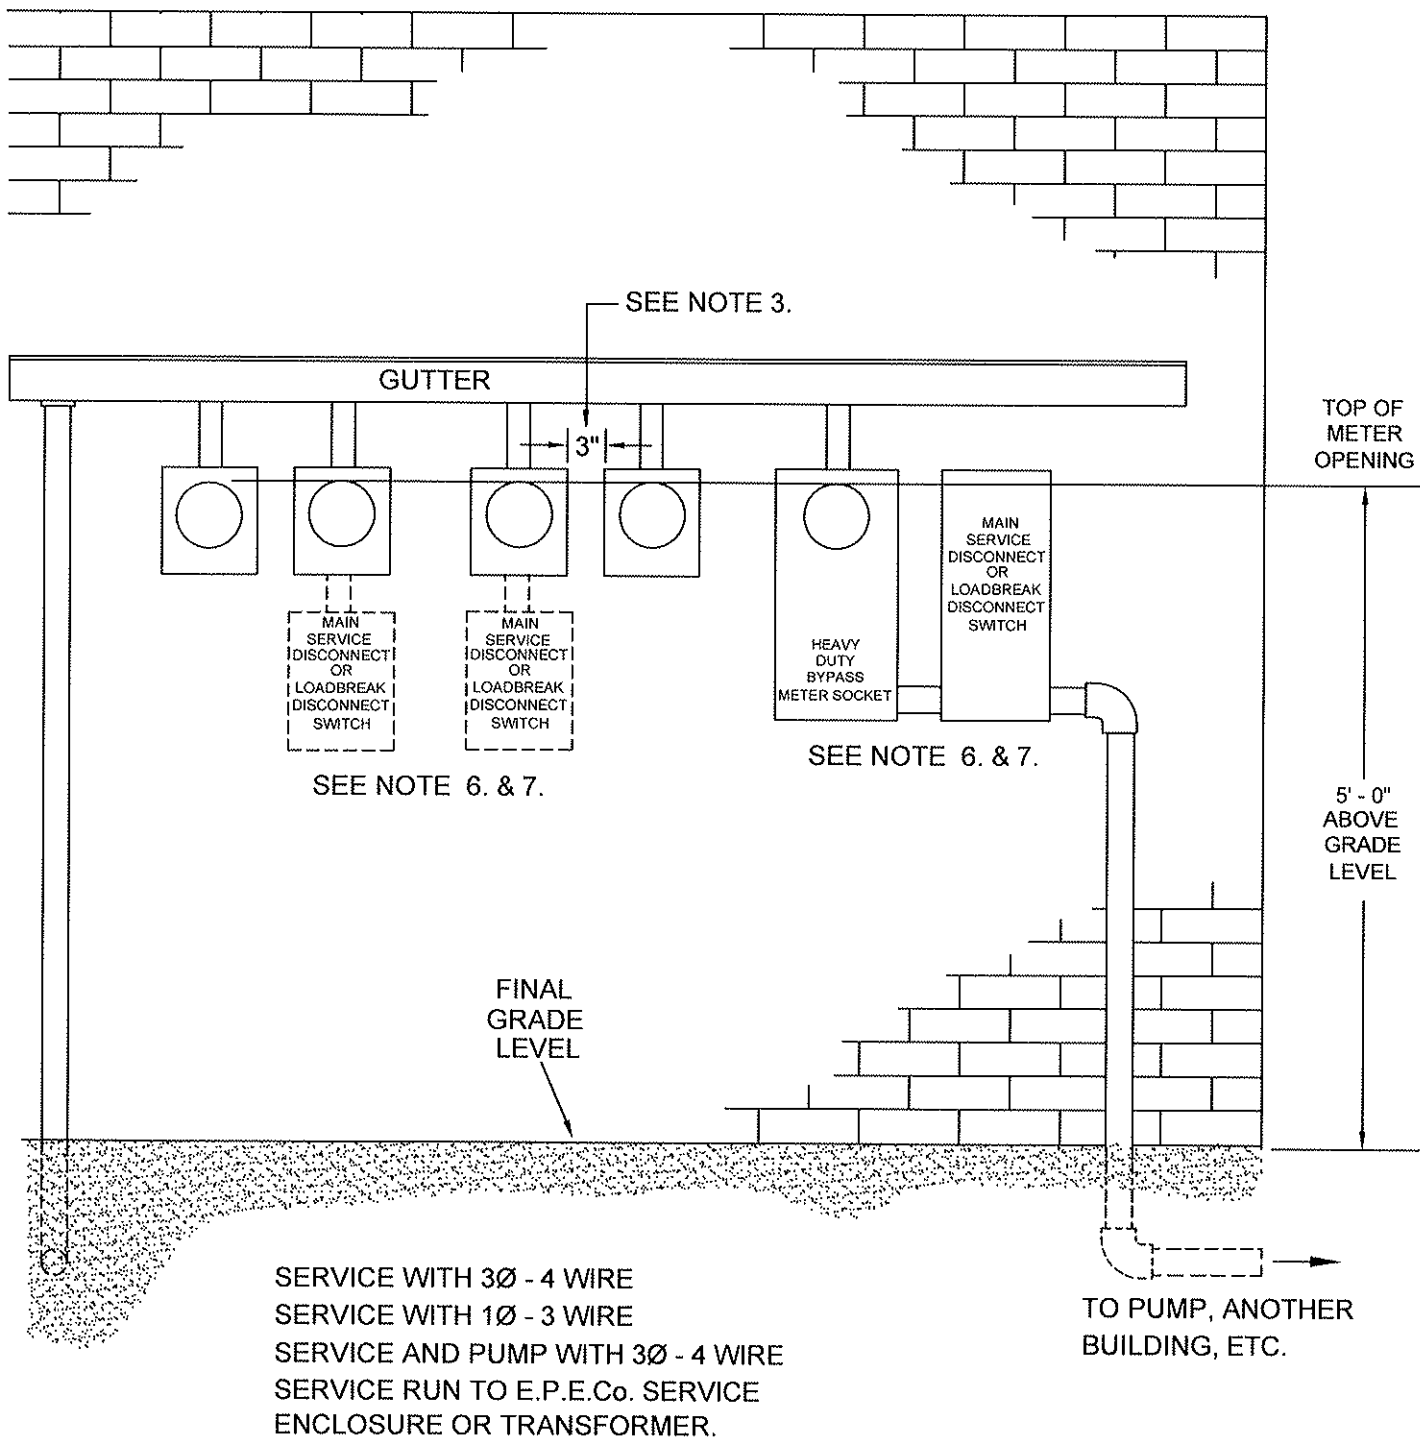 SEE NOTE 3.
GUTTER
3"
TOP OF
METER
OPENING
MAIN
SERVICE
DISCONNECT
OR
LOADBREAK
DISCONNECT
SWITCH
MAIN
SERVICE
DISCONNECT
OR
LOADBREAK
DISCONNECT
SWITCH
MAIN
SERVICE
DISCONNECT
OR
LOADBREAK
DISCONNECT
SWITCH
HEAVY
DUTY
BYPASS
METER SOCKET
SEE NOTE 6. & 7.
SEE NOTE 6. & 7.
5' - 0"
ABOVE
GRADE
LEVEL
FINAL
GRADE
LEVEL
SERVICE WITH 3Ø - 4 WIRE
SERVICE WITH 1Ø - 3 WIRE
SERVICE AND PUMP WITH 3Ø - 4 WIRE
SERVICE RUN TO E.P.E.Co. SERVICE
ENCLOSURE OR TRANSFORMER.
TO PUMP, ANOTHER
BUILDING, ETC.